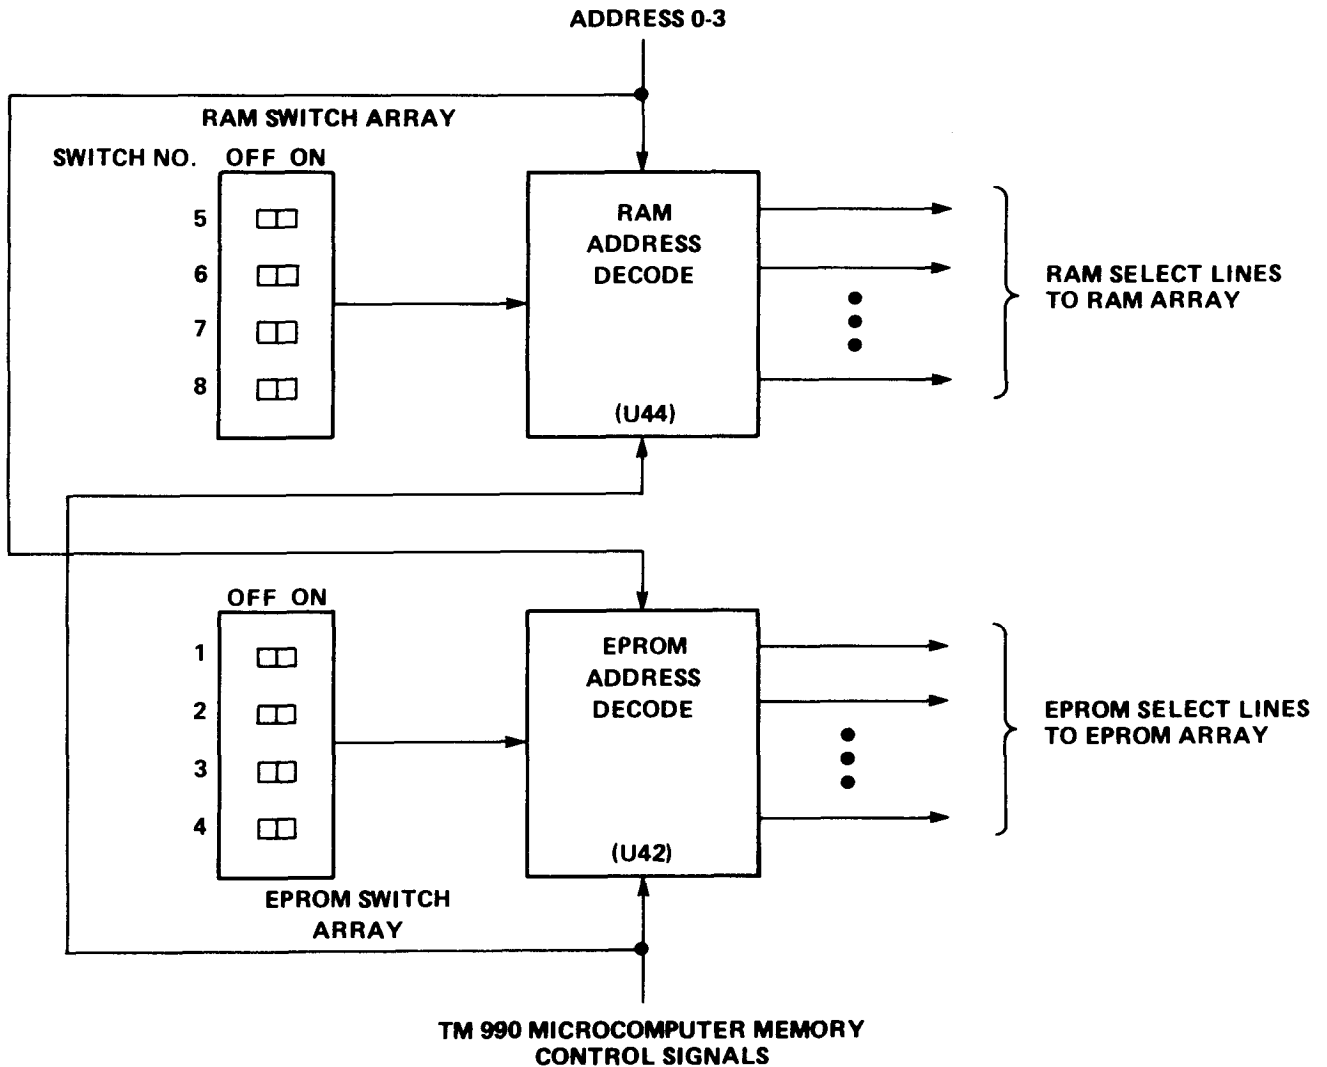 ADDRESS 0-3
RAM SWITCH ARRAY
SWITCH NO. OFF ON
5
6
7
8
RAM
ADDRESS
DECODE
(U44)
RAM SELECT LINES
TO RAM ARRAY
OFF ON
1
2
3
4
EPROM SWITCH
ARRAY
EPROM
ADDRESS
DECODE
(U42)
EPROM SELECT LINES
TO EPROM ARRAY
TM 990 MICROCOMPUTER MEMORY
CONTROL SIGNALS